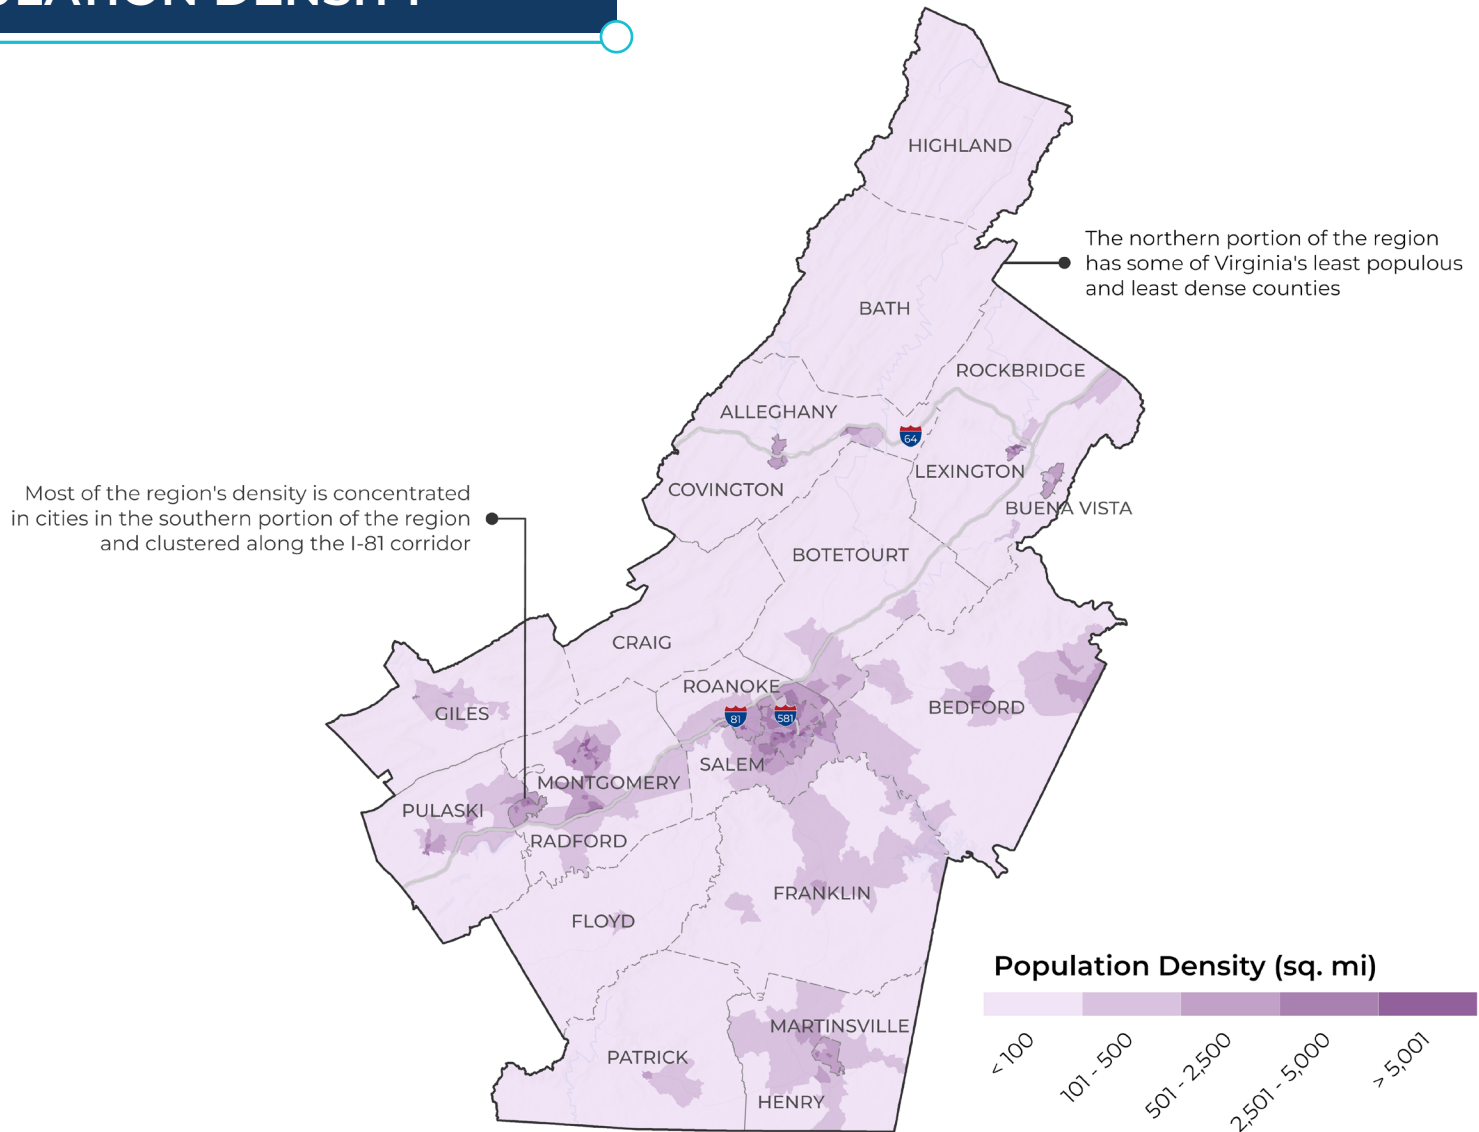 HIGHLAND
The northern portion of the region
has some of Virginia's least populous
and least dense counties
BATH
ROCKBRIDGE
ALLEGHANY
64
LEXINGTON
COVINGTON
BUENA VISTA
Most of the region's density is concentrated
in cities in the southern portion of the region
and clustered along the I-81 corridor
BOTETOURT
CRAIG
ROANOKE
GILES
81
581
BEDFORD
SALEM
MONTGOMERY
PULASKI
RADFORD
FRANKLIN
FLOYD
MARTINSVILLE
PATRICK
HENRY
Population Density (sq. mi)
< 100
101 - 500
501 - 2,500
2,501 - 5,000
> 5,001